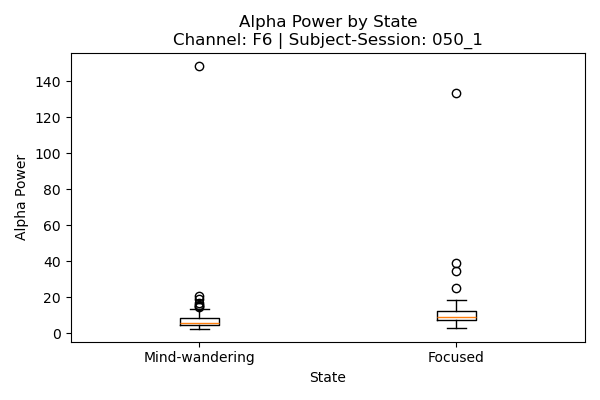 Alpha Power by State
Channel: F6 | Subject-Session: 050_1
140
120
100
80
60
40
20
0
Alpha Power
Mind-wandering
Focused
State